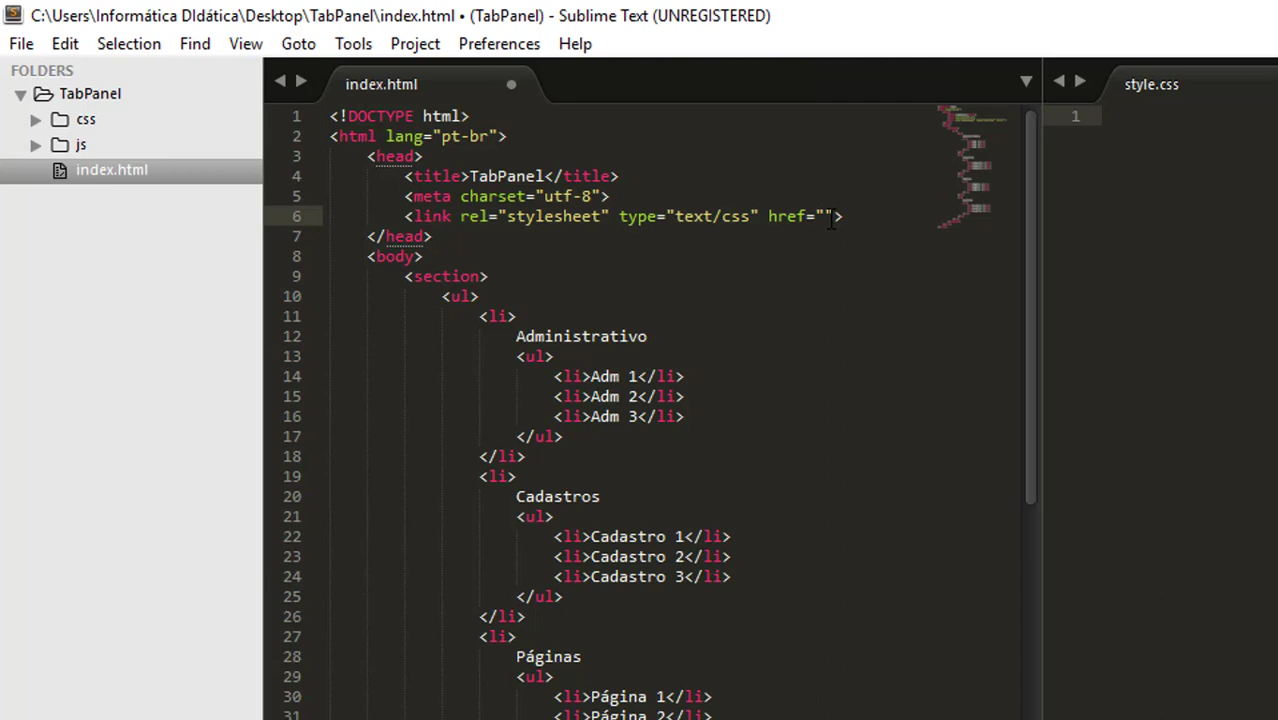 C:\Users\Informática DIdática\Desktop\TabPanel\index.html • (TabPanel) - Sublime Text (UNREGISTERED)
File Edit Selection Find View Goto Tools Project Preferences Help
FOLDERS
TabPanel
css
js
index.html
index.html
1 <!DOCTYPE html>
2 <html lang="pt-br">
3 <head>
4 <title>TabPanel</title>
5 <meta charset="utf-8">
6 <link rel="stylesheet" type="text/css" href="">
7 </head>
8 <body>
9 <section>
10 <ul>
11 <li>
12 Administrativo
13 <ul>
14 <li>Adm 1</li>
15 <li>Adm 2</li>
16 <li>Adm 3</li>
17 </ul>
18 </li>
19 <li>
20 Cadastros
21 <ul>
22 <li>Cadastro 1</li>
23 <li>Cadastro 2</li>
24 <li>Cadastro 3</li>
25 </ul>
26 </li>
27 <li>
28 Páginas
29 <ul>
30 <li>Página 1</li>
31 <li>Página 2</li>
style.css
1